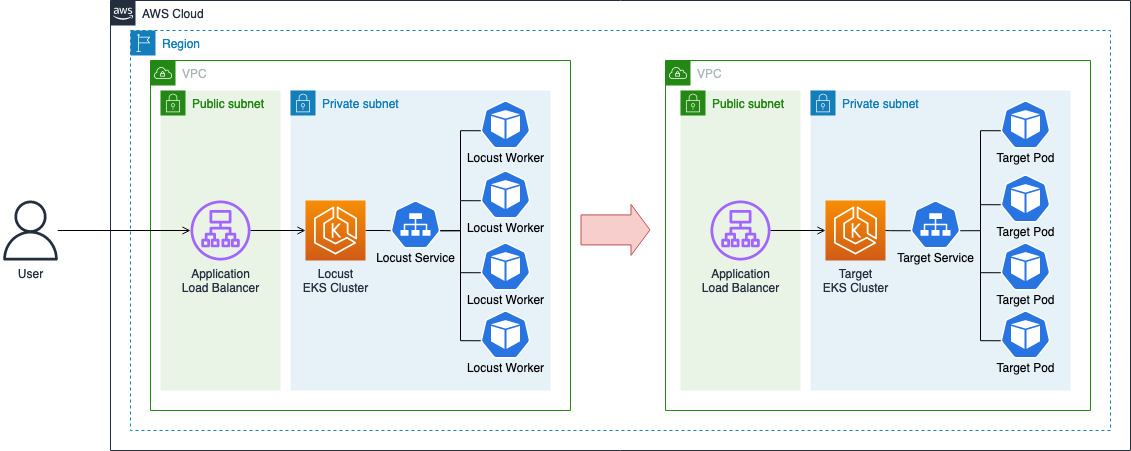 aws
AWS Cloud
Region
VPC
Public subnet
Private subnet
Locust Worker
Locust Worker
Locust Worker
Locust Worker
User
Application
Load Balancer
K
Locust
EKS Cluster
Locust Service
VPC
Public subnet
Private subnet
Target Pod
Target Pod
Target Pod
Target Pod
Application
Load Balancer
K
Target
EKS Cluster
Target Service